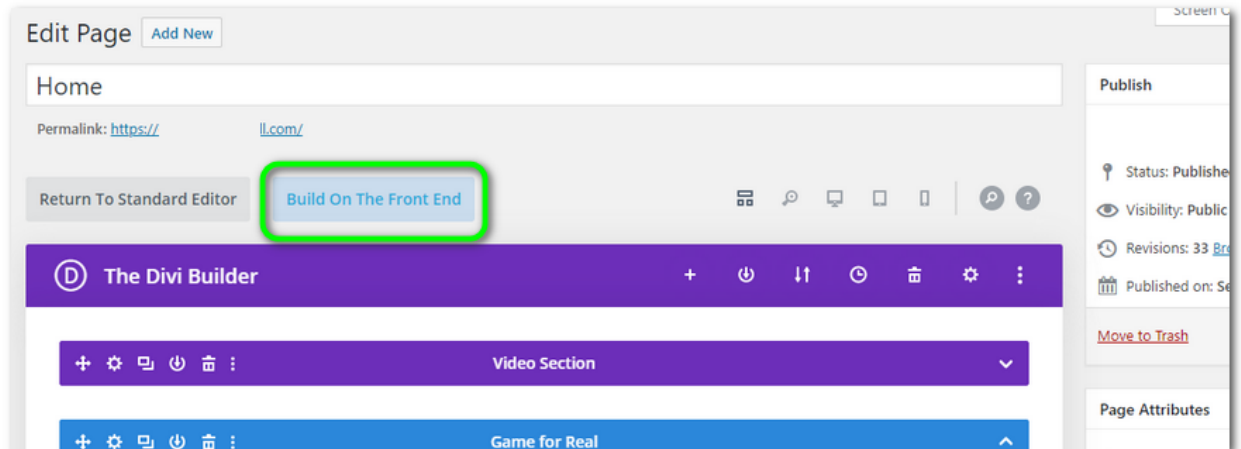 Screen O
Edit Page Add New
Home
Publish
Permalink: https:// ll.com/
Status: Publishe
Return To Standard Editor Build On The Front End
Visibility: Public
Revisions: 33 Bro
The Divi Builder
Published on: Se
Move to Trash
Video Section
Page Attributes
Game for Real